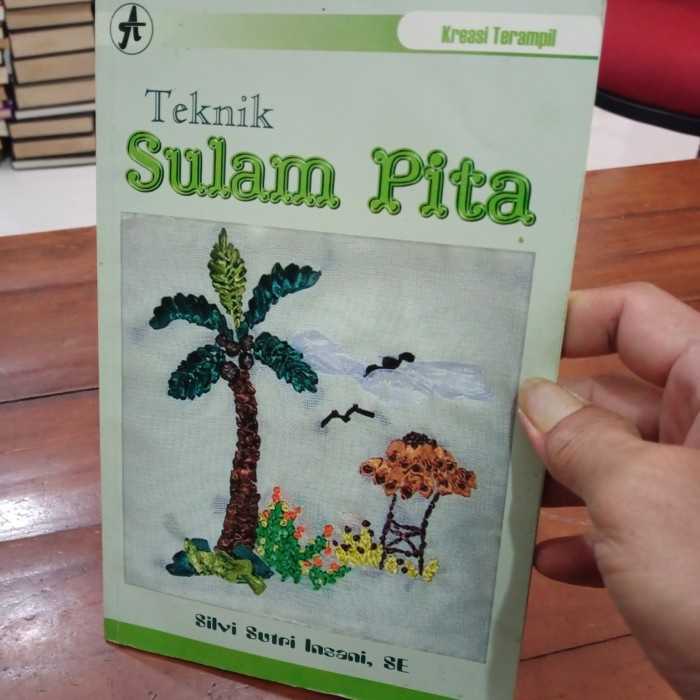 Kreasi Terampil
Teknik
Sulam Pita
Silvi Sutri Insani, SE